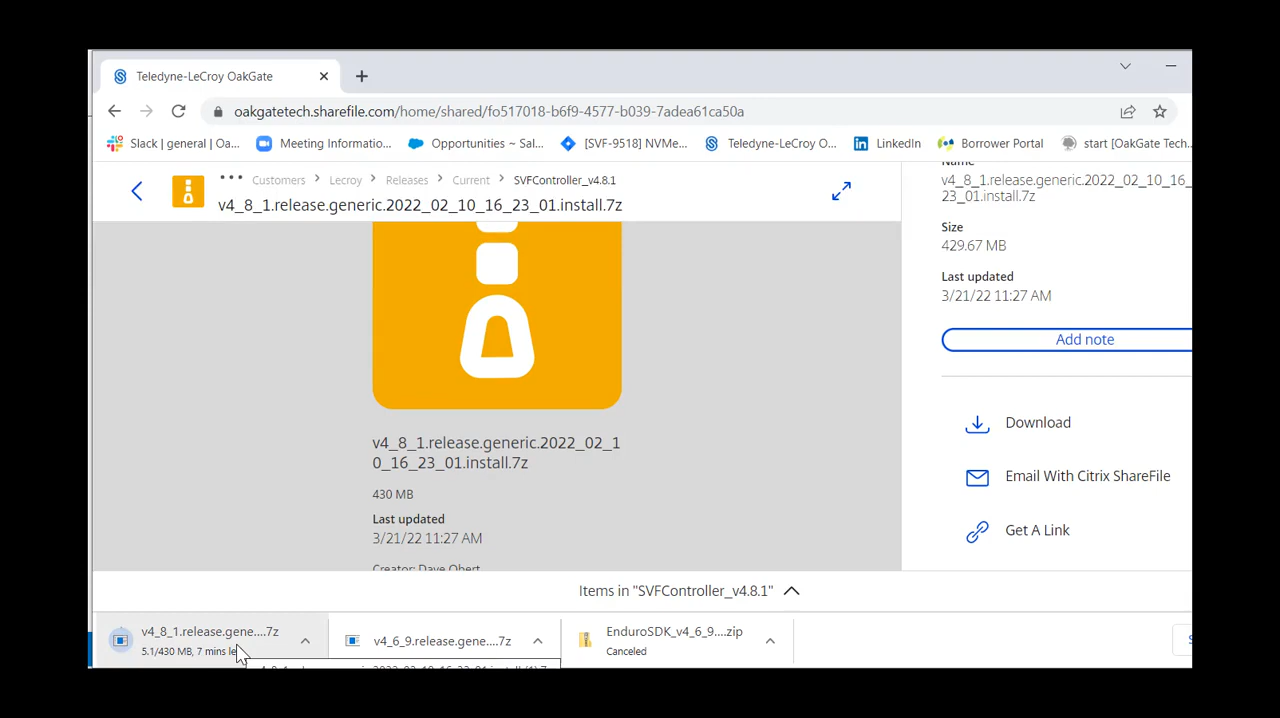 Teledyne-LeCroy OakGate
oakgatetech.sharefile.com/home/shared/fo517018-b6f9-4577-b039-7adea61ca50a
Slack | general | Oa... Meeting Informatio... Opportunities ~ Sal... [SVF-9518] NVMe... Teledyne-LeCroy O... LinkedIn Borrower Portal start [OakGate Tech...
... Customers > Lecroy > Releases > Current > SVFController_v4.8.1
v4_8_1.release.generic.2022_02_10_16_23_01.install.7z
Name
v4_8_1.release.generic.2022_02_10_16_
23_01.install.7z
Size
429.67 MB
Last updated
3/21/22 11:27 AM
Add note
Download
Email With Citrix ShareFile
Get A Link
v4_8_1.release.generic.2022_02_1
0_16_23_01.install.7z
430 MB
Last updated
3/21/22 11:27 AM
Creator: Dave Obert
Items in "SVFController_v4.8.1"
v4_8_1.release.gene....7z
5.1/430 MB, 7 mins le
v4_6_9.release.gene....7z
EnduroSDK_v4_6_9....zip
Canceled